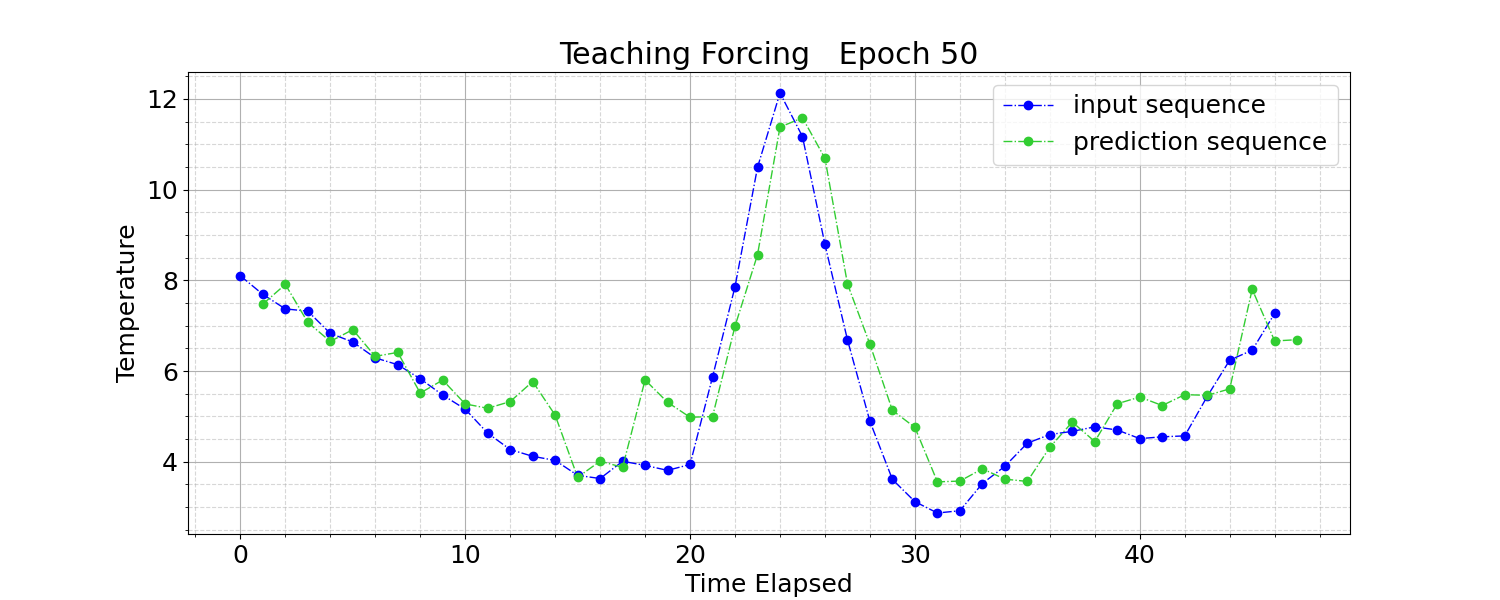 Teaching Forcing   Epoch 50
input sequence
prediction sequence
Temperature
12
10
8
6
4
0 10 20 30 40
Time Elapsed